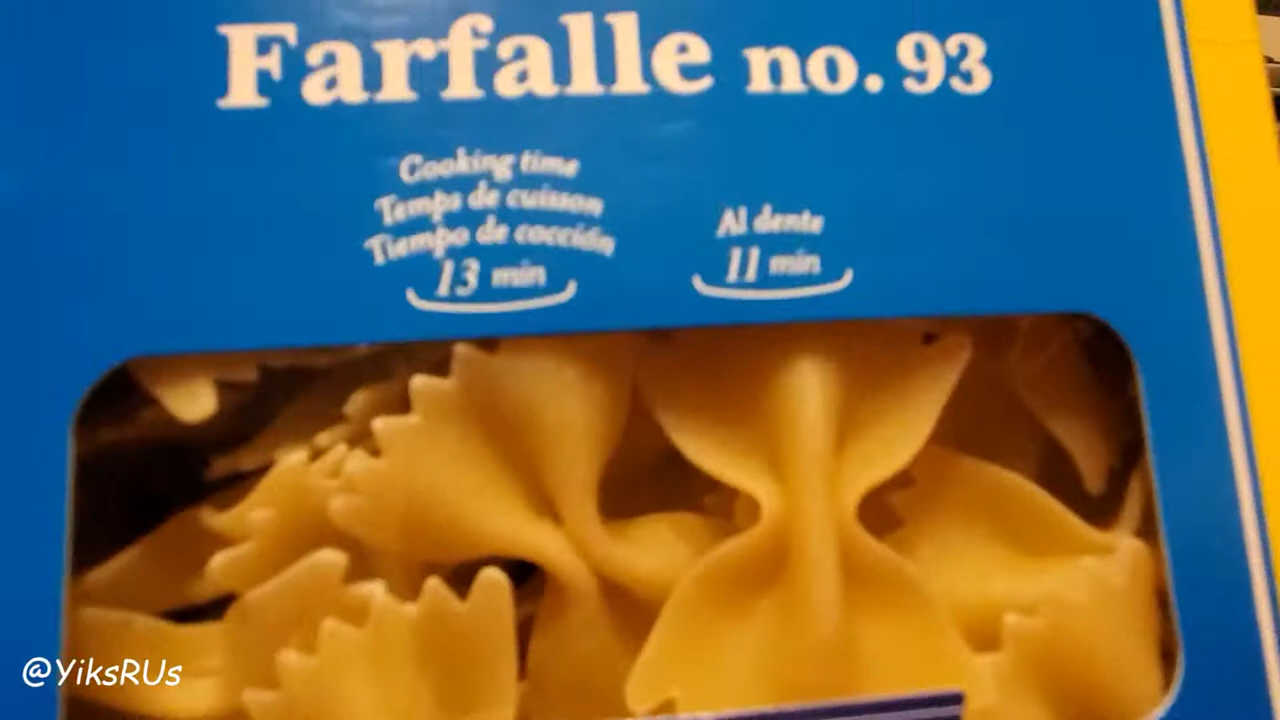 Farfalle no. 93
Cooking time
Temps de cuisson
Tiempo de cocción
13 min
Al dente
11 min
@YiksRUs